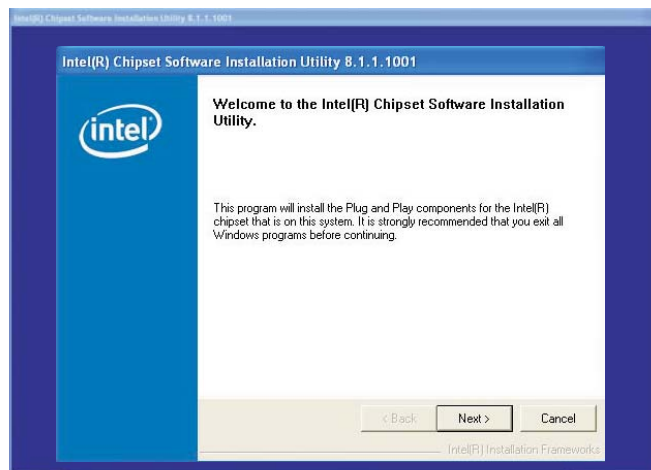 Intel(R) Chipset Software Installation Utility 8.1.1.1001
Intel(R) Chipset Software Installation Utility 8.1.1.1001
intel
Welcome to the Intel(R) Chipset Software Installation
Utility.
This program will install the Plug and Play components for the Intel(R)
chipset that is on this system. It is strongly recommended that you exit all
Windows programs before continuing.
< Back
Next >
Cancel
Intel(R) Installation Frameworks